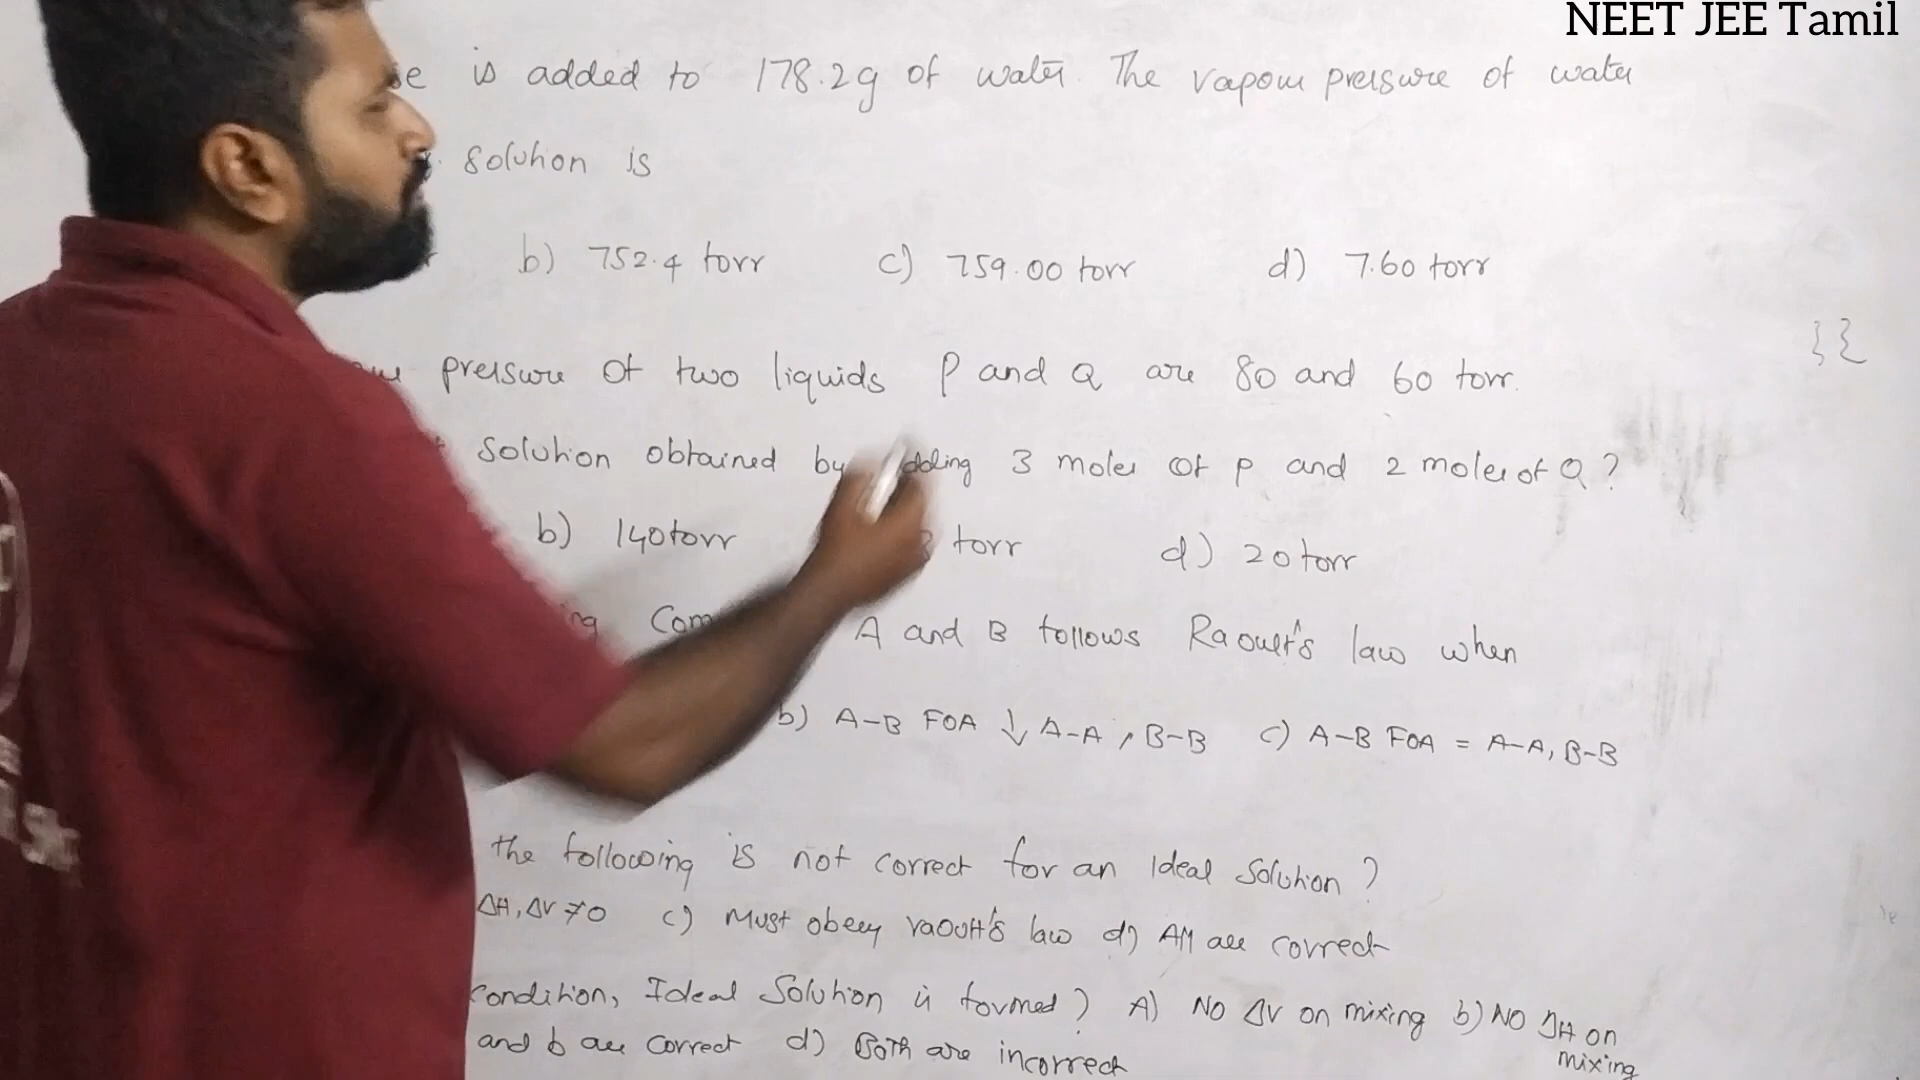 NEET JEE Tamil
is added to 178.2g of water. The vapour pressure of water
solution is
b) 752.4 torr c) 759.00 torr d) 7.60 torr
pressure of two liquids P and Q are 80 and 60 torr.
solution obtained by adding 3 moles of P and 2 moles of Q?
b) 140 torr torr d) 20 torr
A and B follows Raoult's law when
b) A-B FOA ↓ A-A, B-B c) A-B FOA = A-A, B-B
the following is not correct for an Ideal solution?
ΔH, ΔV ≠ 0 c) Must obeey raoult's law d) All are correct
condition, Ideal Solution is formed? A) NO ΔV on mixing b) NO ΔH on mixing
and b are correct d) Both are incorrect